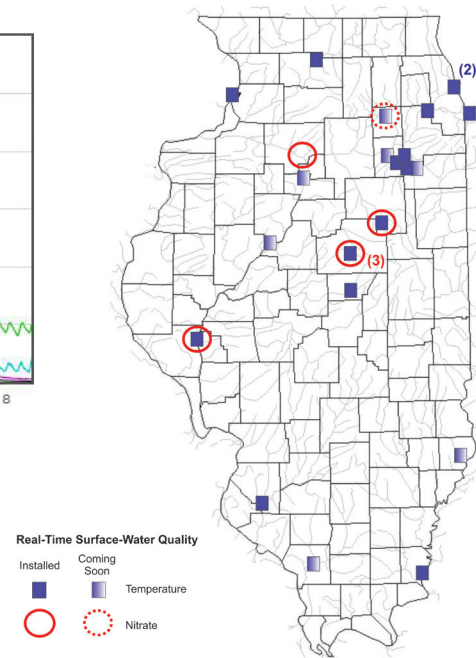 (2)
(3)
8
Real-Time Surface-Water Quality
Installed
Coming
Soon
Temperature
Nitrate